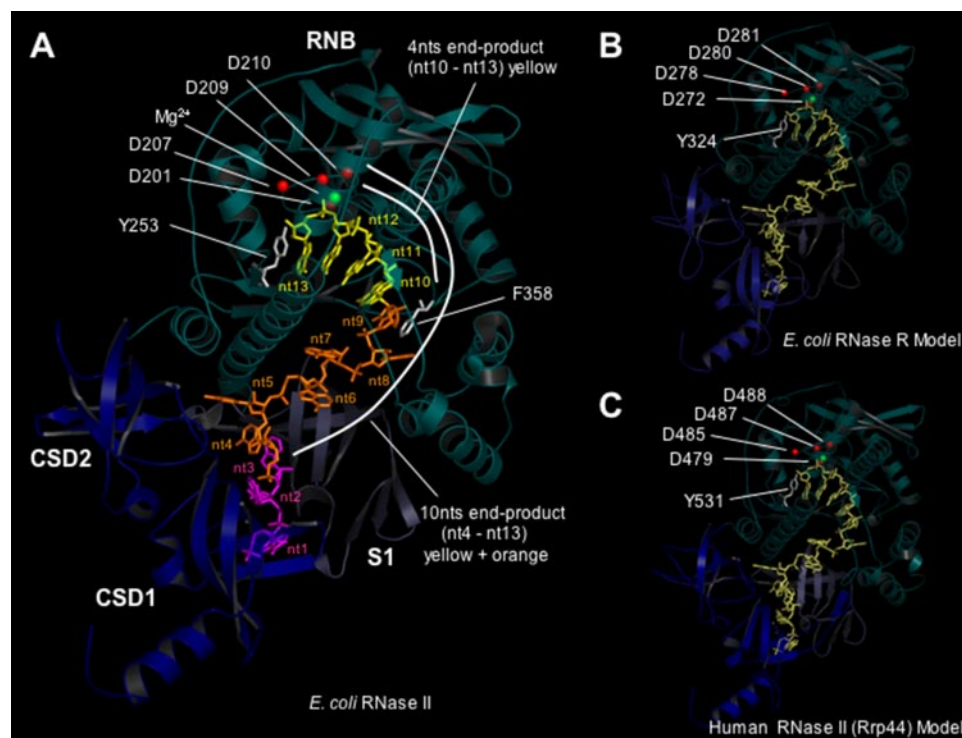 A
RNB
4nts end-product
(nt10 - nt13) yellow
D210
D209
Mg²⁺
D207
D201
Y253
nt12
nt11
nt10
nt13
F358
nt9
nt7
nt8
nt5
nt6
nt4
CSD2
nt3
nt2
10nts end-product
(nt4 - nt13)
yellow + orange
nt1
S1
CSD1
E. coli RNase II
B
D281
D280
D278
D272
Y324
E. coli RNase R Model
C
D488
D487
D485
D479
Y531
Human RNase II (Rrp44) Model